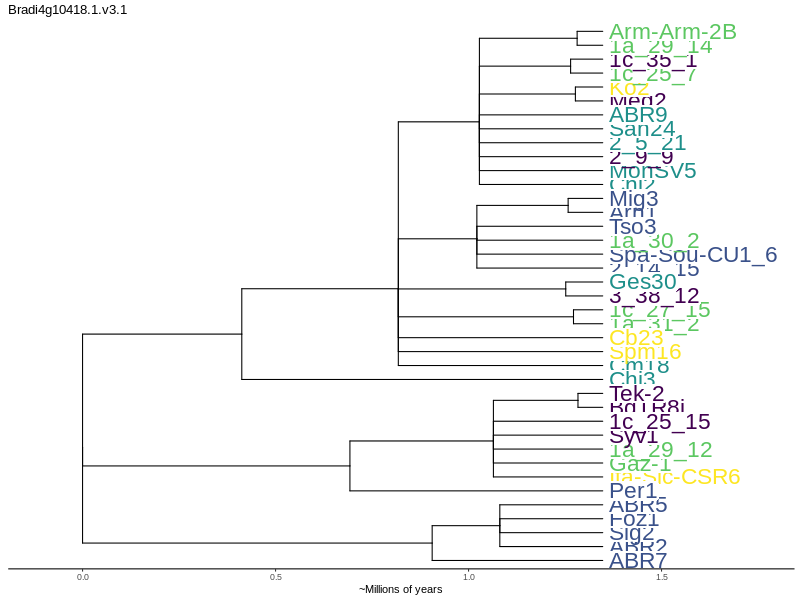 Bradi4g10418.1.v3.1
Arm-Arm-2B
1a_29_14
1c_35_1
1c_25_7
Ko2
Med2
ABR9
San24
2_5_21
2_9_9
MonSV5
Chi2
Mig3
Arn1
Tso3
1a_30_2
Spa-Sou-CU1_6
2_14_15
Ges30
3_38_12
1c_27_15
1a_31_2
Cb23
Spm16
Cm18
Chi3
Tek-2
Bd1R8i
1c_25_15
Syv1
1a_29_12
Gaz-1
Ita-Sic-CSR6
Per1
ABR5
Foz1
Sig2
ABR2
ABR7
0.0 0.5 1.0 1.5
~Millions of years